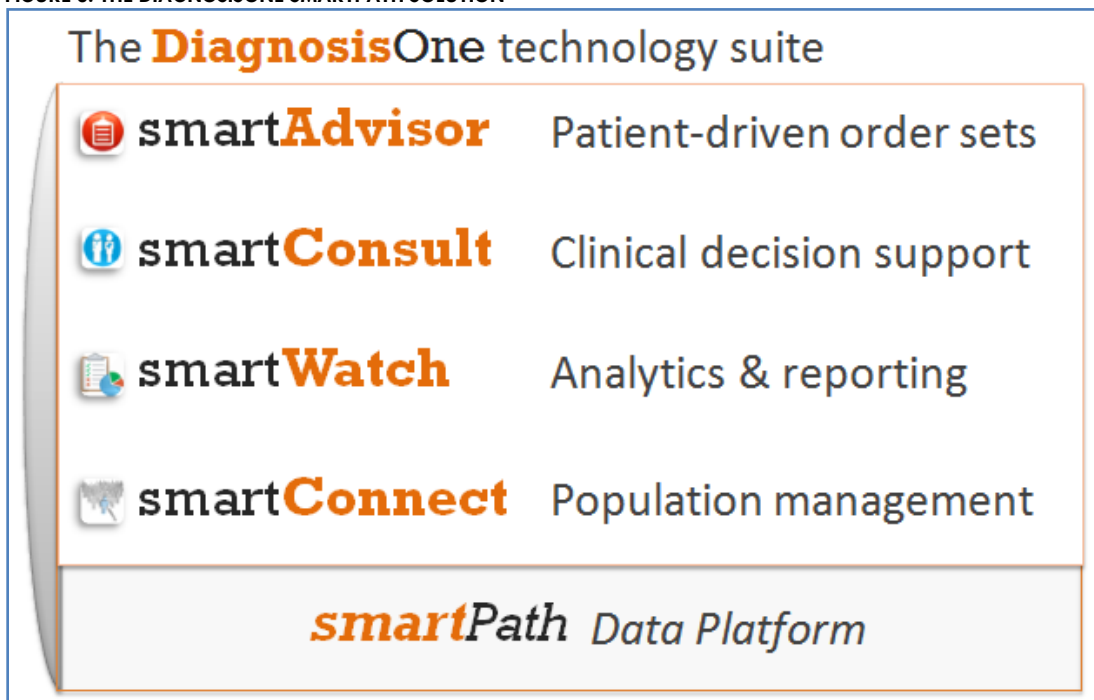 The DiagnosisOne technology suite
smartAdvisor Patient-driven order sets
smartConsult Clinical decision support
smartWatch Analytics & reporting
smartConnect Population management
smartPath Data Platform